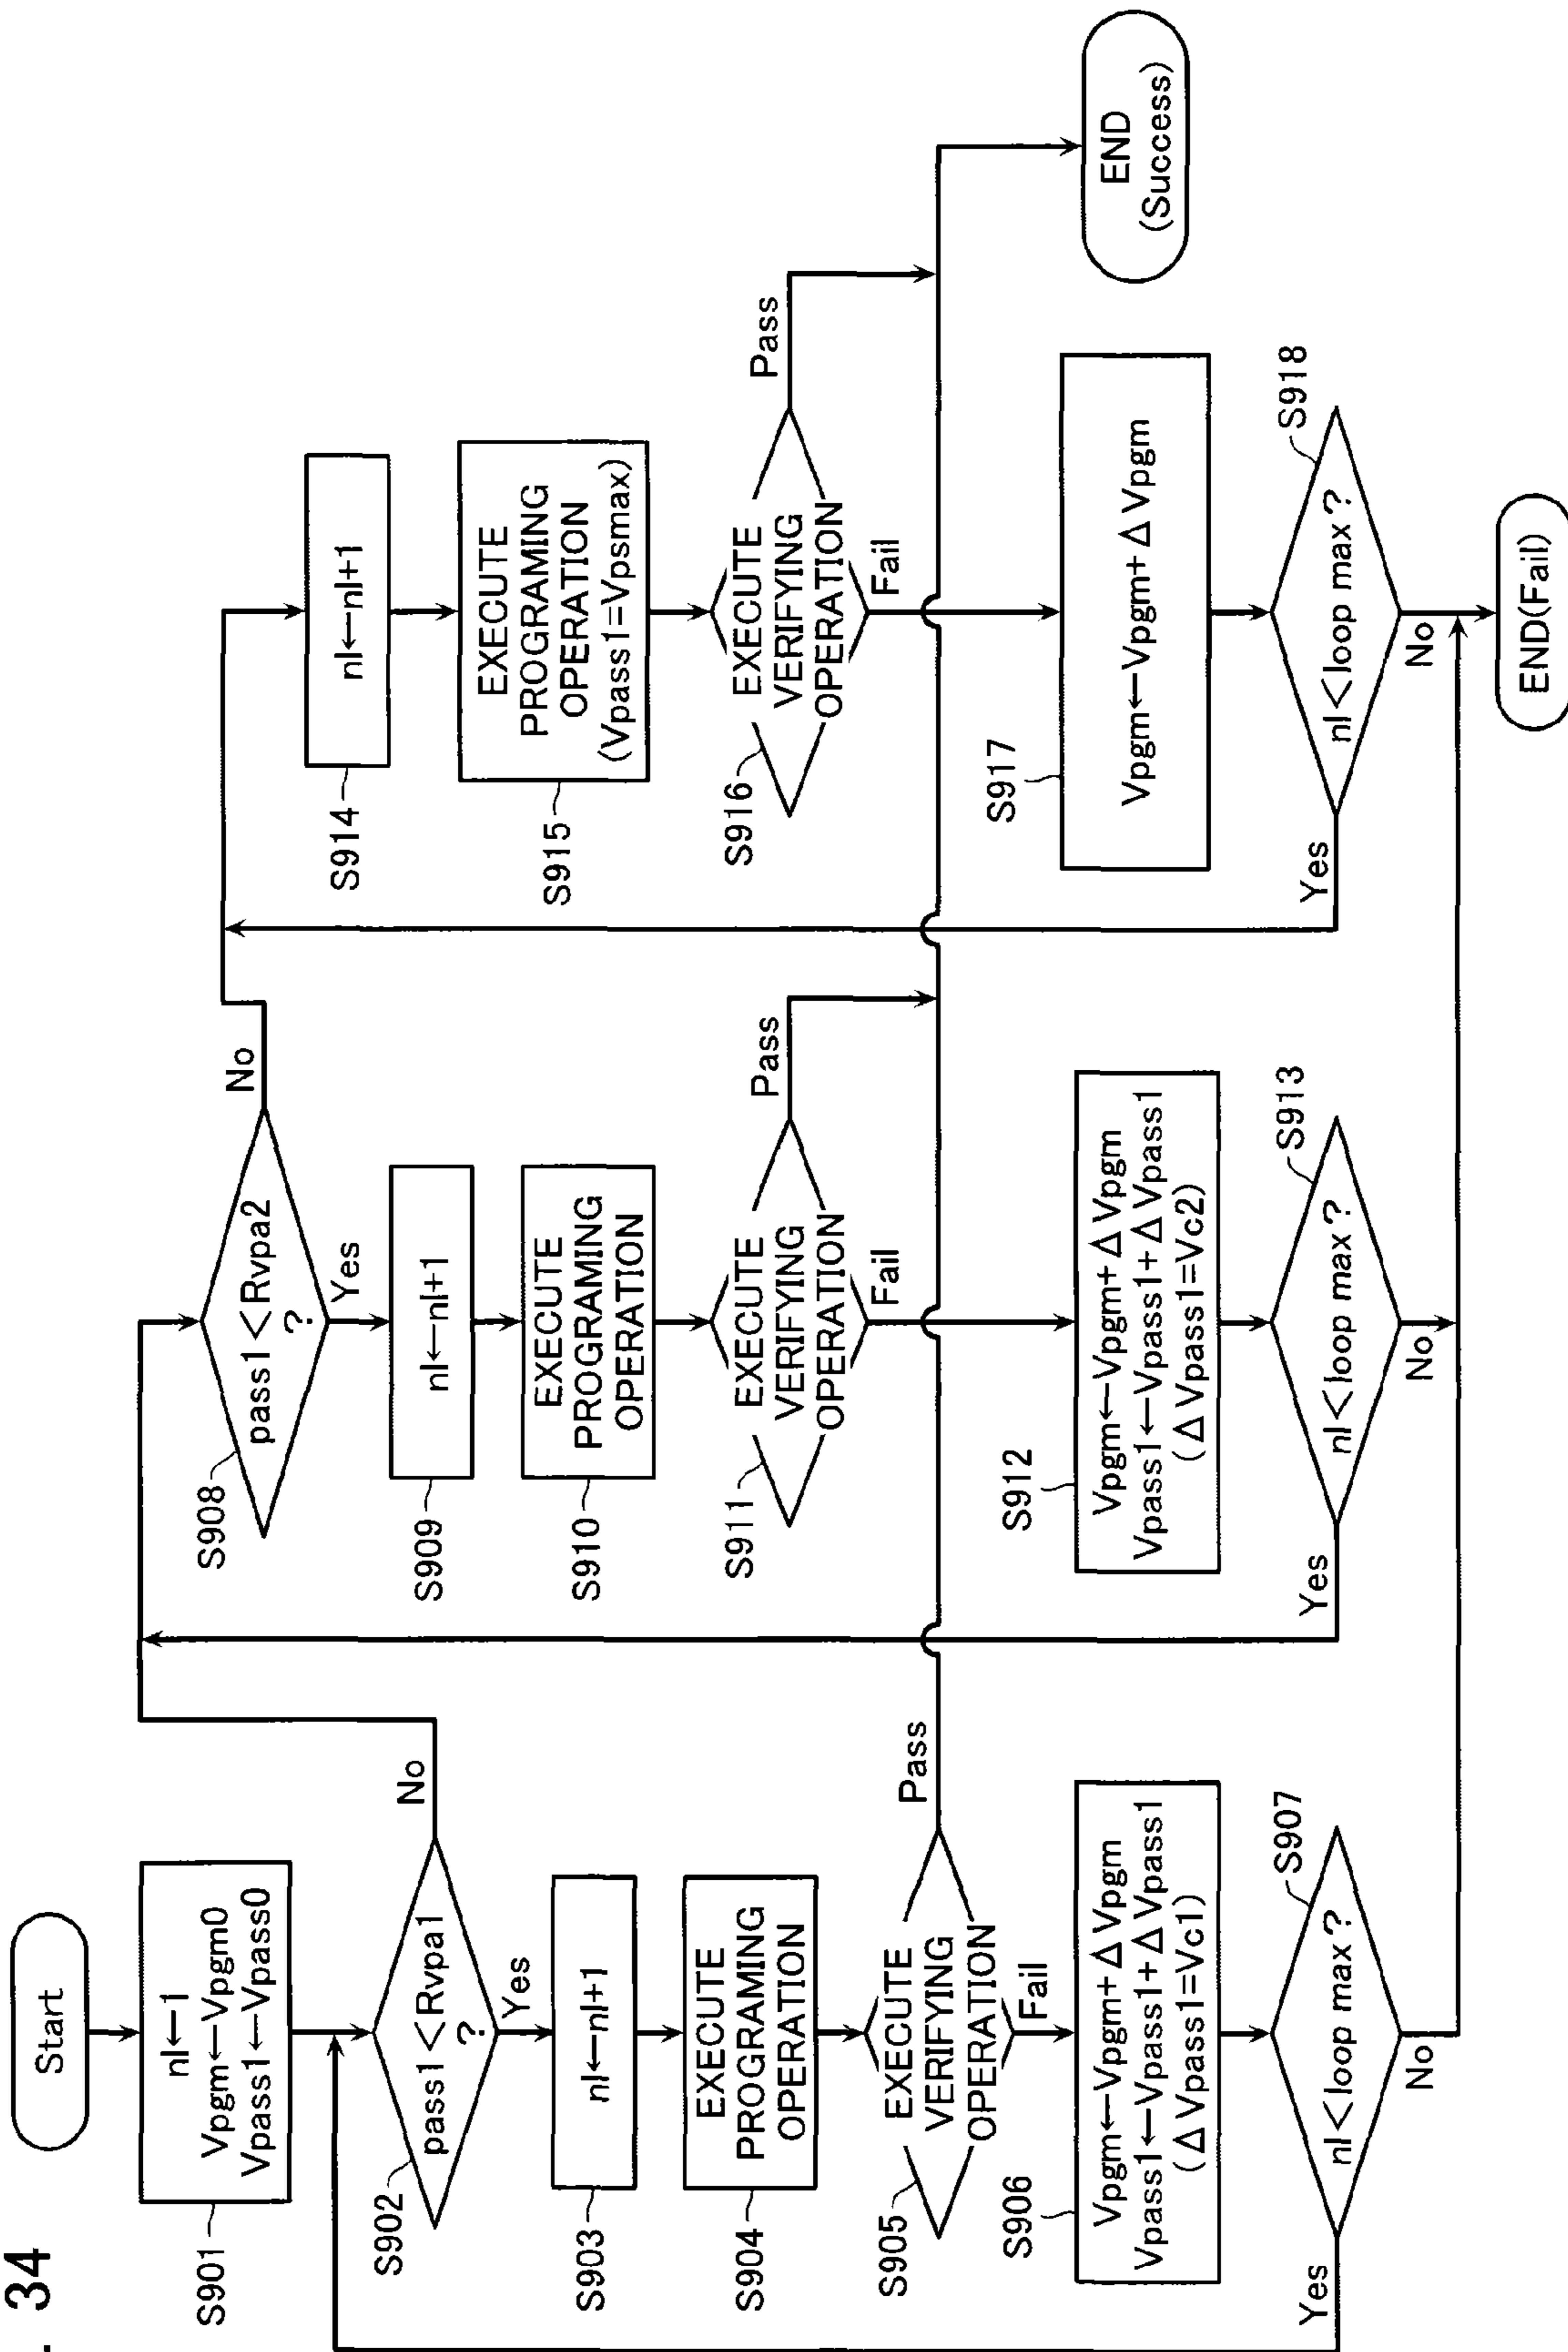 . 34
Start
S901
nl←1
Vpgm←Vpgm0
Vpass1←Vpass0
S902
pass1<Rvpa1
?
No
Yes
S903
nl←nl+1
S904
EXECUTE
PROGRAMING
OPERATION
S905
EXECUTE
VERIFYING
OPERATION
Pass
Fail
S906
Vpgm←Vpgm+ΔVpgm
Vpass1←Vpass1+ΔVpass1
(ΔVpass1=Vc1)
S907
nl<loop max?
Yes
No
S908
pass1<Rvpa2
?
No
Yes
S909
nl←nl+1
S910
EXECUTE
PROGRAMING
OPERATION
S911
EXECUTE
VERIFYING
OPERATION
Pass
Fail
S912
Vpgm←Vpgm+ΔVpgm
Vpass1←Vpass1+ΔVpass1
(ΔVpass1=Vc2)
S913
nl<loop max?
Yes
No
S914
nl←nl+1
S915
EXECUTE
PROGRAMING
OPERATION
(Vpass1=Vpsmax)
S916
EXECUTE
VERIFYING
OPERATION
Pass
Fail
S917
Vpgm←Vpgm+ΔVpgm
S918
nl<loop max?
Yes
No
END
(Success)
END(Fail)